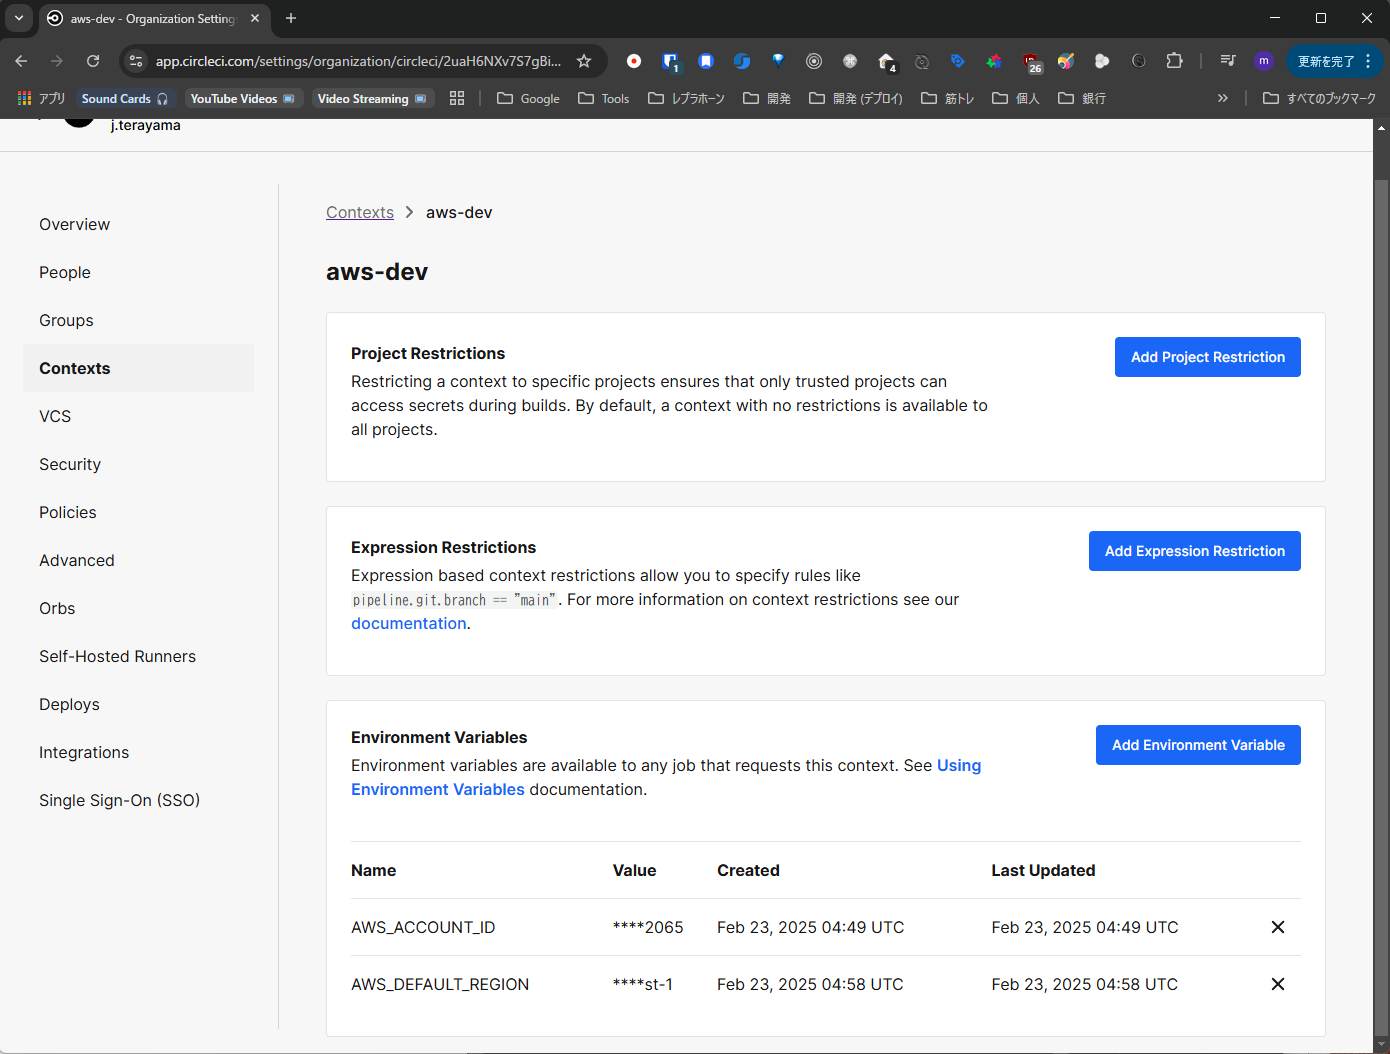 aws-dev - Organization Setting
app.circleci.com/settings/organization/circleci/2uaH6NXv7S7gBi...
1
4
26
m
更新を完了
アプリ
Sound Cards
YouTube Videos
Video Streaming
Google
Tools
レプラホーン
開発
開発 (デプロイ)
筋トレ
個人
銀行
すべてのブックマーク
j.terayama
Overview
People
Groups
Contexts
VCS
Security
Policies
Advanced
Orbs
Self-Hosted Runners
Deploys
Integrations
Single Sign-On (SSO)
Contexts > aws-dev
aws-dev
Project Restrictions
Add Project Restriction
Restricting a context to specific projects ensures that only trusted projects can
access secrets during builds. By default, a context with no restrictions is available to
all projects.
Expression Restrictions
Add Expression Restriction
Expression based context restrictions allow you to specify rules like
pipeline.git.branch == "main". For more information on context restrictions see our
documentation.
Environment Variables
Add Environment Variable
Environment variables are available to any job that requests this context. See Using
Environment Variables documentation.
Name Value Created Last Updated
AWS_ACCOUNT_ID ****2065 Feb 23, 2025 04:49 UTC Feb 23, 2025 04:49 UTC
AWS_DEFAULT_REGION ****st-1 Feb 23, 2025 04:58 UTC Feb 23, 2025 04:58 UTC